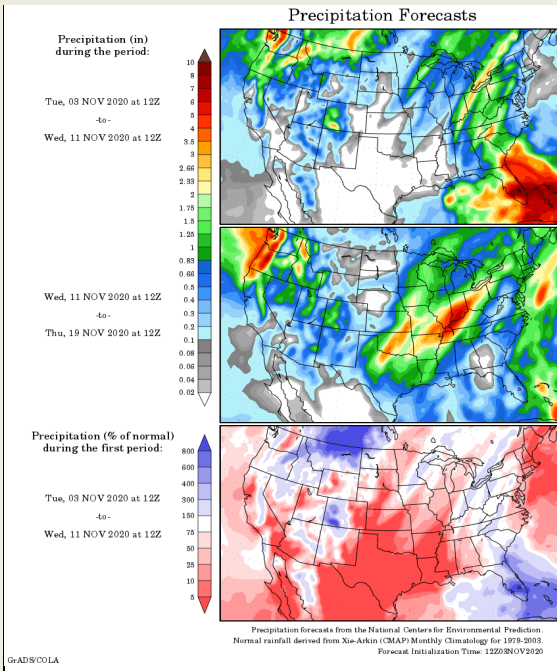 Precipitation Forecasts
Precipitation (in)
during the period:
Tue, 03 NOV 2020 at 12Z
-to-
Wed, 11 NOV 2020 at 12Z
10
8
7
6
5
4
3.5
3
2.66
2.33
2
1.75
1.5
1.25
1
0.83
0.66
0.5
0.4
0.3
0.2
0.1
0.08
0.06
0.04
0.02
Wed, 11 NOV 2020 at 12Z
-to-
Thu, 19 NOV 2020 at 12Z
Precipitation (% of normal)
during the first period:
Tue, 03 NOV 2020 at 12Z
-to-
Wed, 11 NOV 2020 at 12Z
800
600
400
300
150
75
50
25
10
5
Precipitation forecasts from the National Centers for Environmental Prediction.
Normal rainfall derived from Xie-Arkin (CMAP) Monthly Climatology for 1979-2003.
Forecast Initialization Time: 12Z03NOV2020
GrADS/COLA